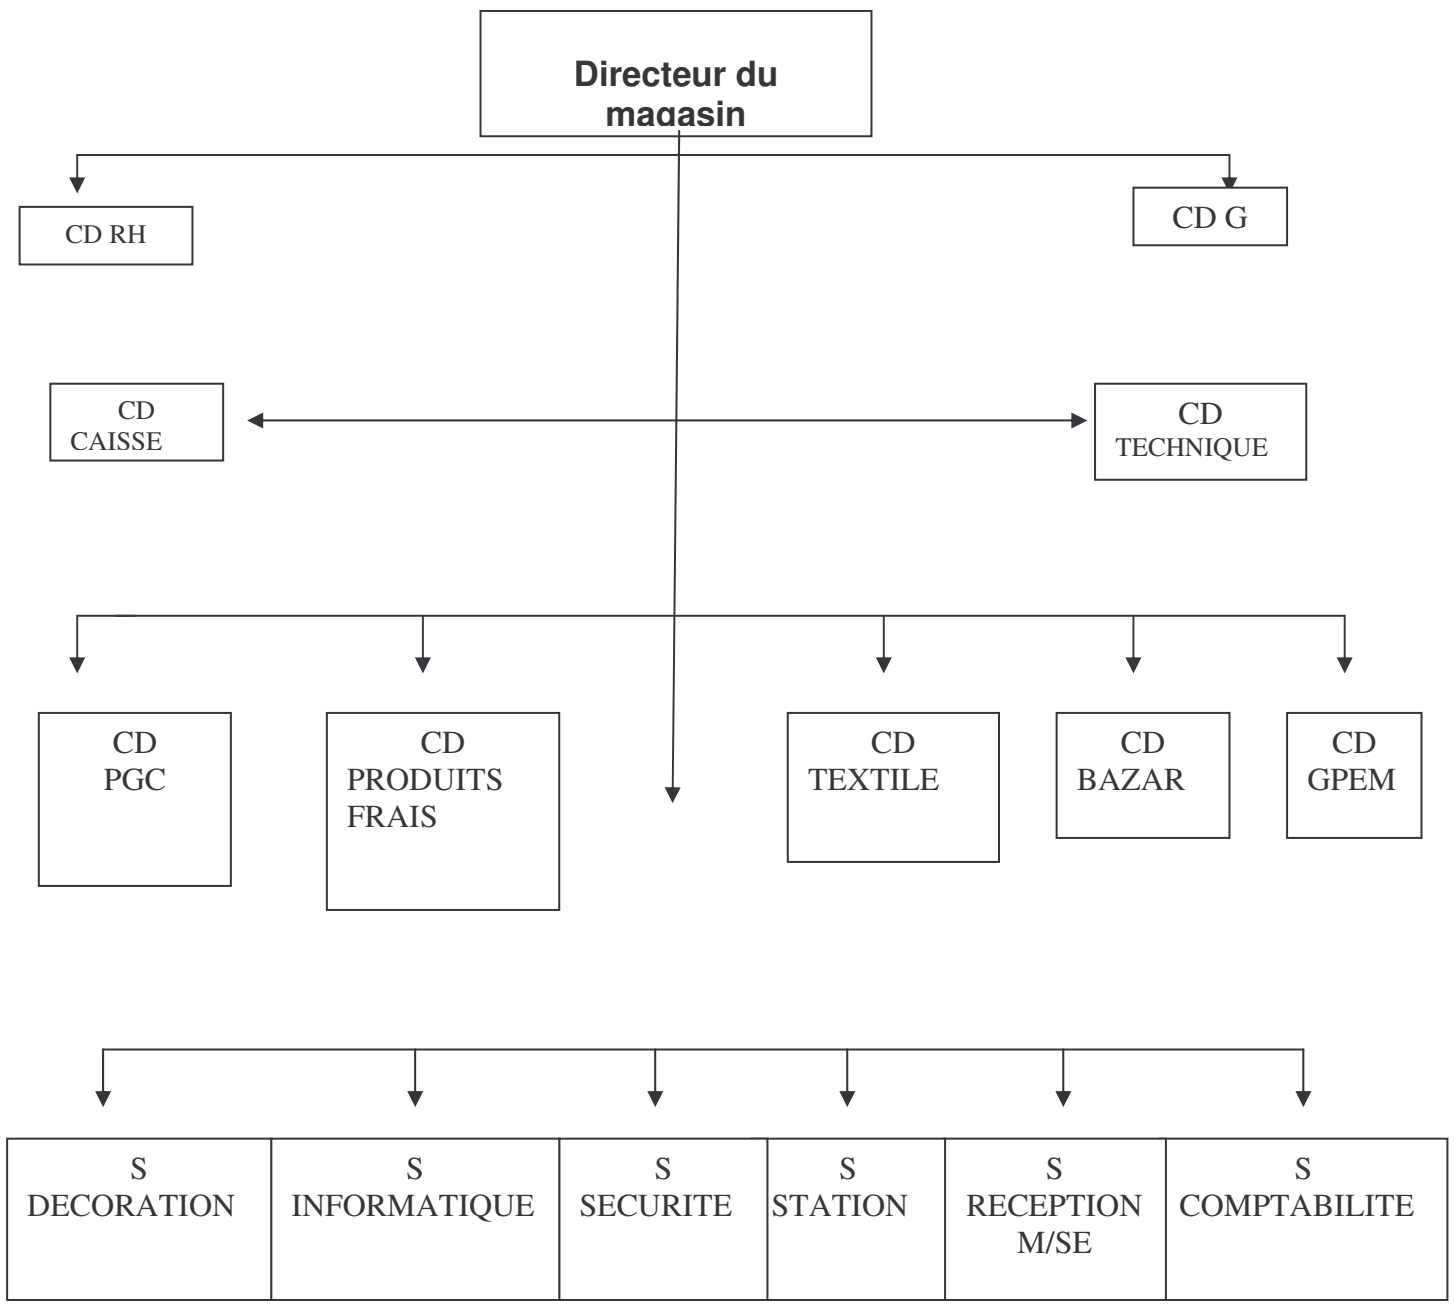 Directeur du
magasin
CD RH
CD G
CD
CAISSE
CD
TECHNIQUE
CD
PGC
CD
PRODUITS
FRAIS
CD
TEXTILE
CD
BAZAR
CD
GPEM
S
DECORATION
S
INFORMATIQUE
S
SECURITE
S
STATION
S
RECEPTION
M/SE
S
COMPTABILITE